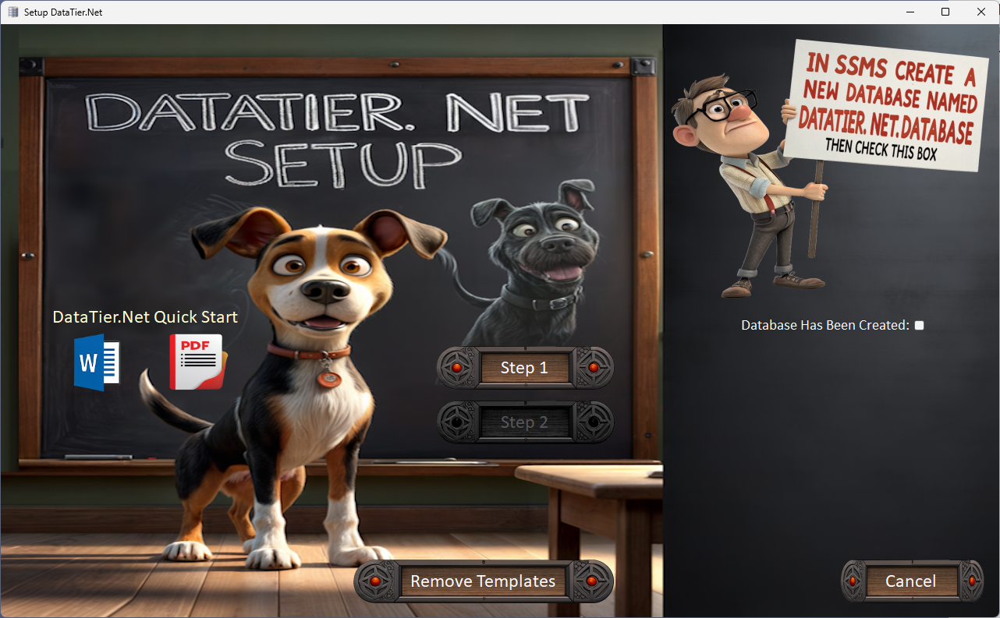 Setup DataTier.Net
DATATIER. NET
SETUP
IN SSMS CREATE A
NEW DATABASE NAMED
DATATIER.NET.DATABASE
THEN CHECK THIS BOX
DataTier.Net Quick Start
W
PDF
Database Has Been Created:
Step 1
Step 2
Remove Templates
Cancel